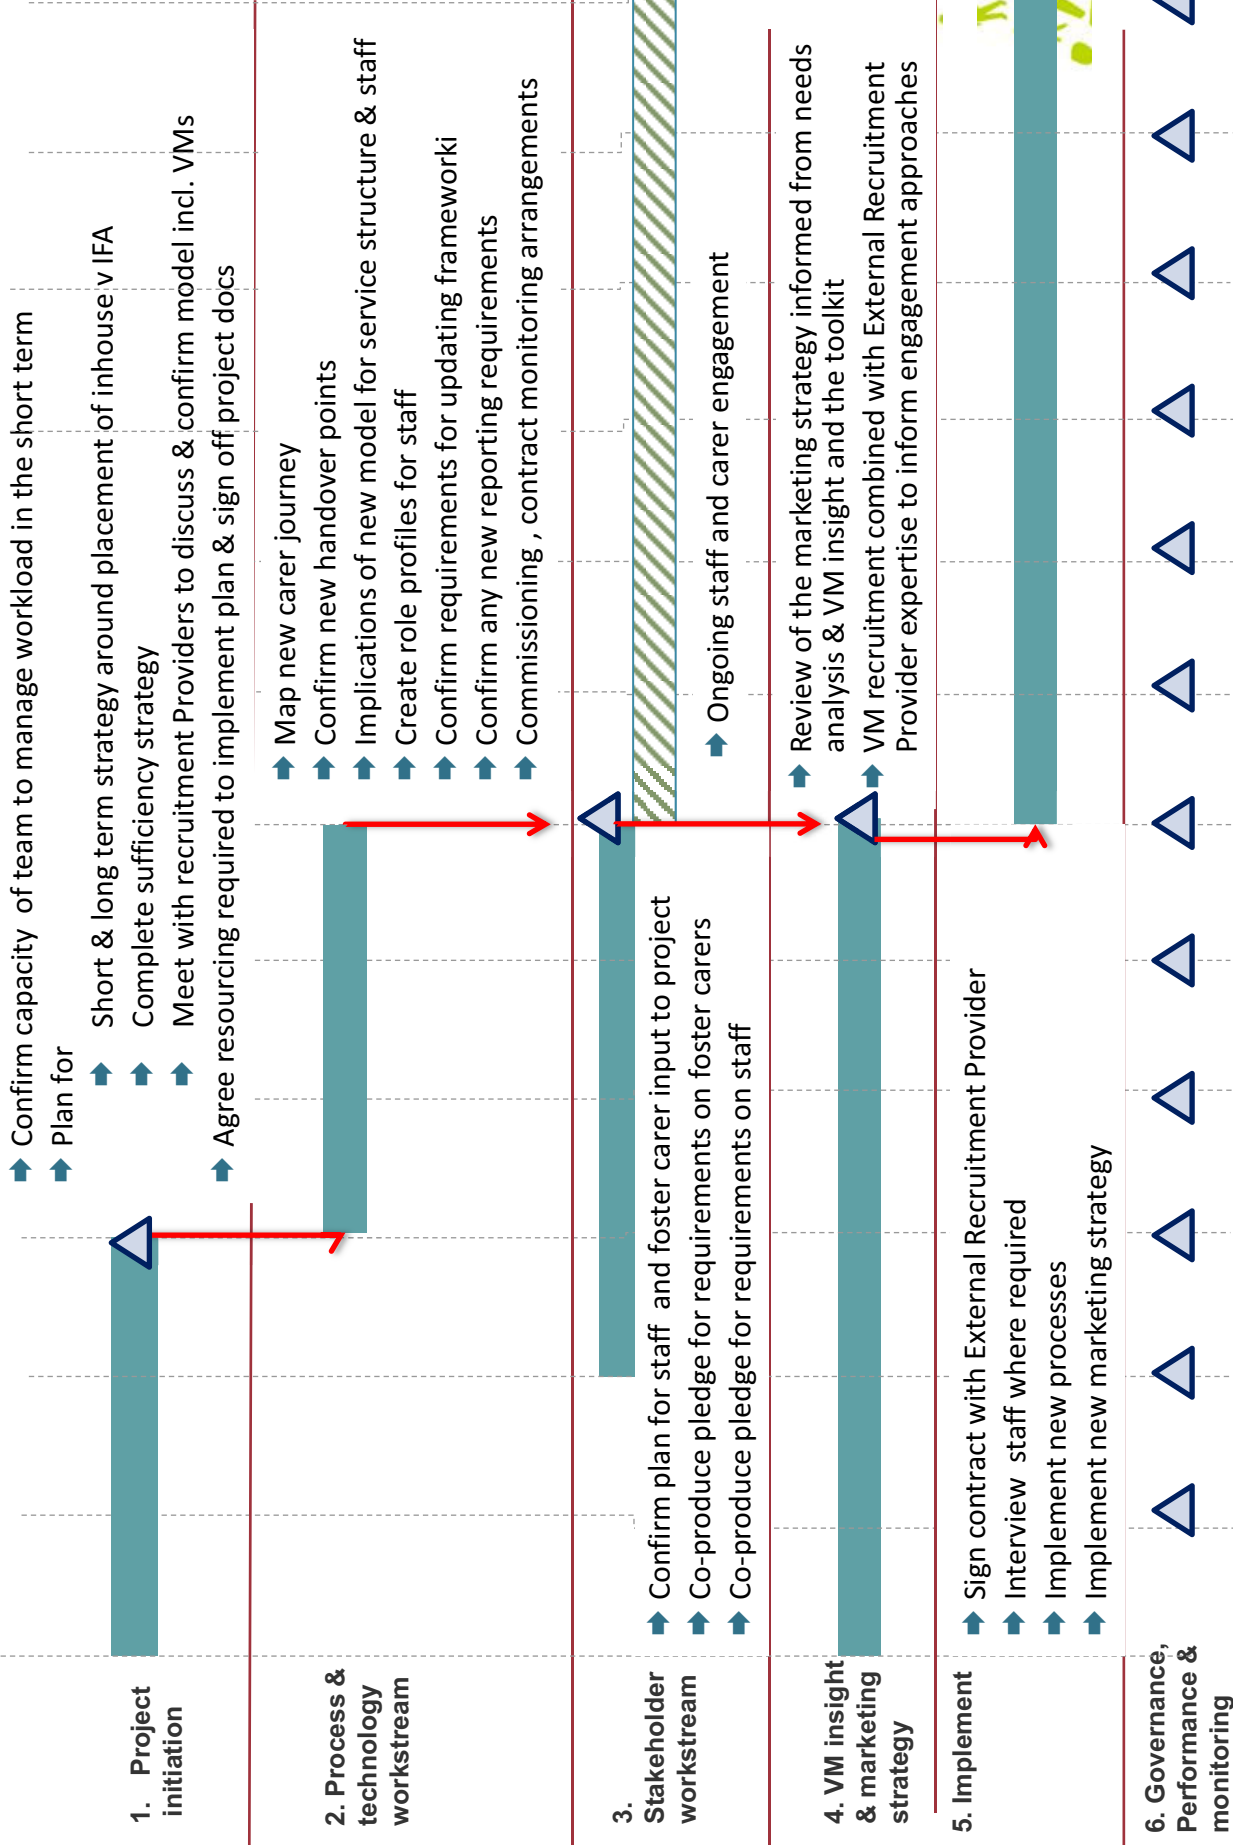 Confirm capacity of team to manage workload in the short term
Plan for
Short & long term strategy around placement of inhouse v IFA
Complete sufficiency strategy
Meet with recruitment Providers to discuss & confirm model incl. VMs
Agree resourcing required to implement plan & sign off project docs
1. Project
initiation
Map new carer journey
Confirm new handover points
Implications of new model for service structure & staff
Create role profiles for staff
Confirm requirements for updating frameworki
Confirm any new reporting requirements
Commissioning , contract monitoring arrangements
2. Process &
technology
workstream
3.
Stakeholder
workstream
Confirm plan for staff and foster carer input to project
Co-produce pledge for requirements on foster carers
Co-produce pledge for requirements on staff
Ongoing staff and carer engagement
4. VM insight
& marketing
strategy
Review of the marketing strategy informed from needs
analysis & VM insight and the toolkit
VM recruitment combined with External Recruitment
Provider expertise to inform engagement approaches
5. Implement
Sign contract with External Recruitment Provider
Interview staff where required
Implement new processes
Implement new marketing strategy
6. Governance,
Performance &
monitoring